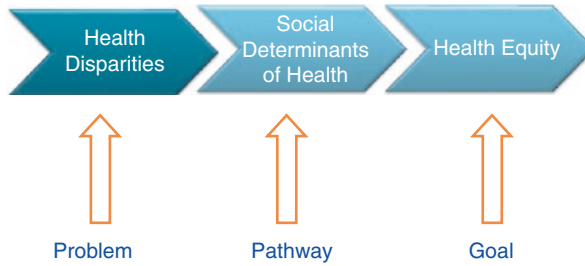 Health
Disparities
Social
Determinants
of Health
Health Equity
Problem
Pathway
Goal